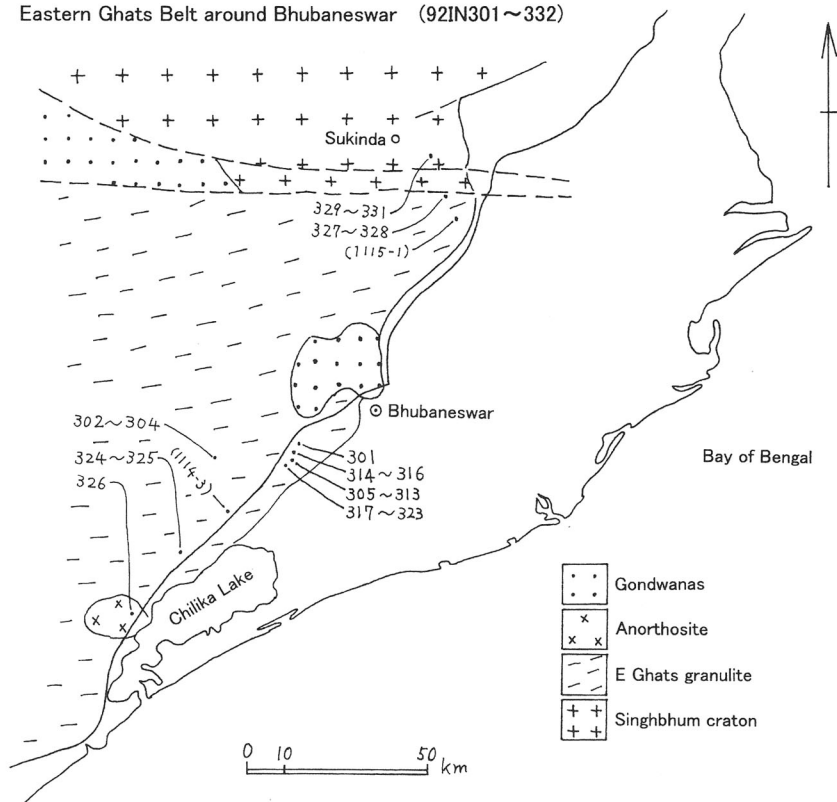 Eastern Ghats Belt around Bhubaneswar (92IN301～332)
Sukinda
329～331
327～328
(1115-1)
Bhubaneswar
302～304
324～325
(1114-3)
326
301
314～316
305～313
317～323
Bay of Bengal
Chilika Lake
Gondwanas
Anorthosite
E Ghats granulite
Singhbhum craton
0 10 50
km